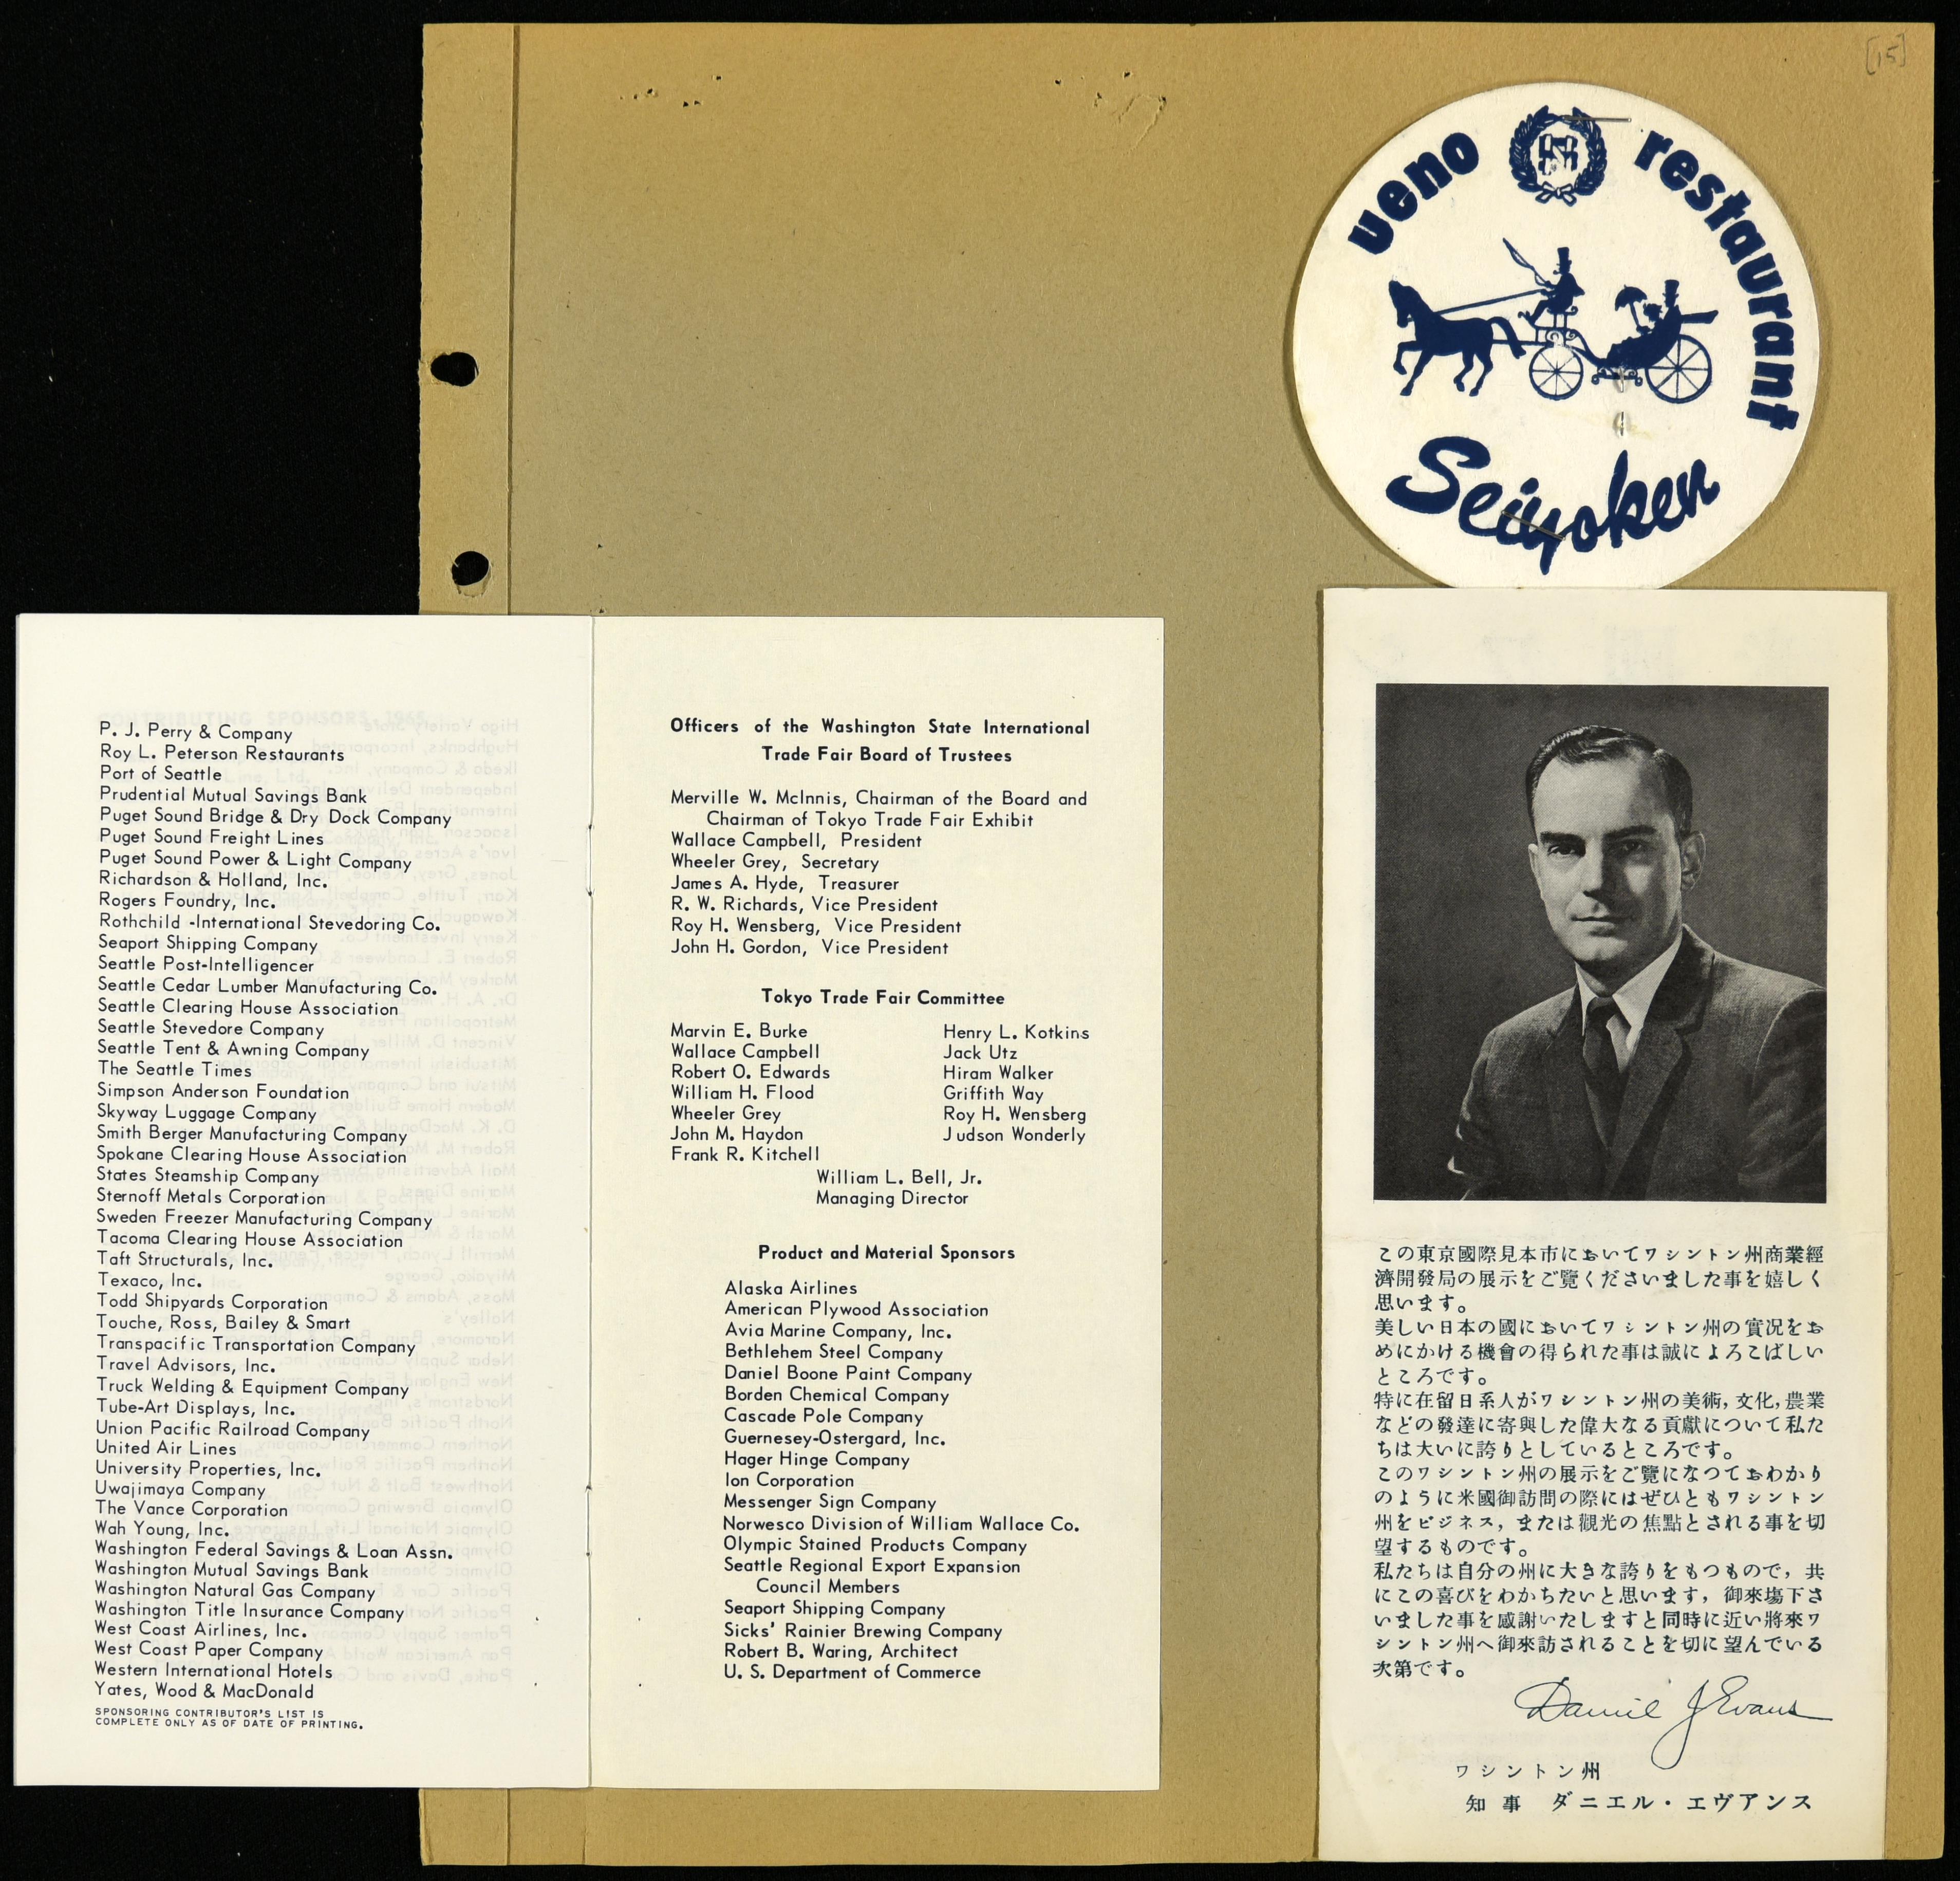 [15]
ueno restaurant
Seiyoken
P. J. Perry & Company
Roy L. Peterson Restaurants
Port of Seattle
Prudential Mutual Savings Bank
Puget Sound Bridge & Dry Dock Company
Puget Sound Freight Lines
Puget Sound Power & Light Company
Richardson & Holland, Inc.
Rogers Foundry, Inc.
Rothchild -International Stevedoring Co.
Seaport Shipping Company
Seattle Post-Intelligencer
Seattle Cedar Lumber Manufacturing Co.
Seattle Clearing House Association
Seattle Stevedore Company
Seattle Tent & Awning Company
The Seattle Times
Simpson Anderson Foundation
Skyway Luggage Company
Smith Berger Manufacturing Company
Spokane Clearing House Association
States Steamship Company
Sternoff Metals Corporation
Sweden Freezer Manufacturing Company
Tacoma Clearing House Association
Taft Structurals, Inc.
Texaco, Inc.
Todd Shipyards Corporation
Touche, Ross, Bailey & Smart
Transpacific Transportation Company
Travel Advisors, Inc.
Truck Welding & Equipment Company
Tube-Art Displays, Inc.
Union Pacific Railroad Company
United Air Lines
University Properties, Inc.
Uwajimaya Company
The Vance Corporation
Wah Young, Inc.
Washington Federal Savings & Loan Assn.
Washington Mutual Savings Bank
Washington Natural Gas Company
Washington Title Insurance Company
West Coast Airlines, Inc.
West Coast Paper Company
Western International Hotels
Yates, Wood & MacDonald
SPONSORING CONTRIBUTOR'S LIST IS
COMPLETE ONLY AS OF DATE OF PRINTING.
Officers of the Washington State International
Trade Fair Board of Trustees
Merville W. McInnis, Chairman of the Board and
Chairman of Tokyo Trade Fair Exhibit
Wallace Campbell, President
Wheeler Grey, Secretary
James A. Hyde, Treasurer
R. W. Richards, Vice President
Roy H. Wensberg, Vice President
John H. Gordon, Vice President
Tokyo Trade Fair Committee
Marvin E. Burke
Wallace Campbell
Robert O. Edwards
William H. Flood
Wheeler Grey
John M. Haydon
Frank R. Kitchell
Henry L. Kotkins
Jack Utz
Hiram Walker
Griffith Way
Roy H. Wensberg
Judson Wonderly
William L. Bell, Jr.
Managing Director
Product and Material Sponsors
Alaska Airlines
American Plywood Association
Avia Marine Company, Inc.
Bethlehem Steel Company
Daniel Boone Paint Company
Borden Chemical Company
Cascade Pole Company
Guernesey-Ostergard, Inc.
Hager Hinge Company
Ion Corporation
Messenger Sign Company
Norwesco Division of William Wallace Co.
Olympic Stained Products Company
Seattle Regional Export Expansion
Council Members
Seaport Shipping Company
Sicks' Rainier Brewing Company
Robert B. Waring, Architect
U. S. Department of Commerce
この東京國際見本市においてワシントン州商業經
濟開發局の展示をご覽くださいました事を嬉しく
思います。
美しい日本の國においてワシントン州の實況をお
めにかける機會の得られた事は誠によろこばしい
ところです。
特に在留日系人がワシントン州の美術，文化，農業
などの發達に寄與した偉大なる貢獻について私た
ちは大いに誇りとしているところです。
このワシントン州の展示をご覽になつておわかり
のように米國御訪問の際にはぜひともワシントン
州をビジネス，または觀光の焦點とされる事を切
望するものです。
私たちは自分の州に大きな誇りをもつもので，共
にこの喜びをわかちたいと思います，御來場下さ
いました事を感謝いたしますと同時に近い將來ワ
シントン州へ御來訪されることを切に望んでいる
次第です。
Daniel J Evans
ワシントン州
知事 ダニエル・エヴアンス